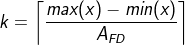 k = ⌈(max(x) − min(x)) / A_FD⌉